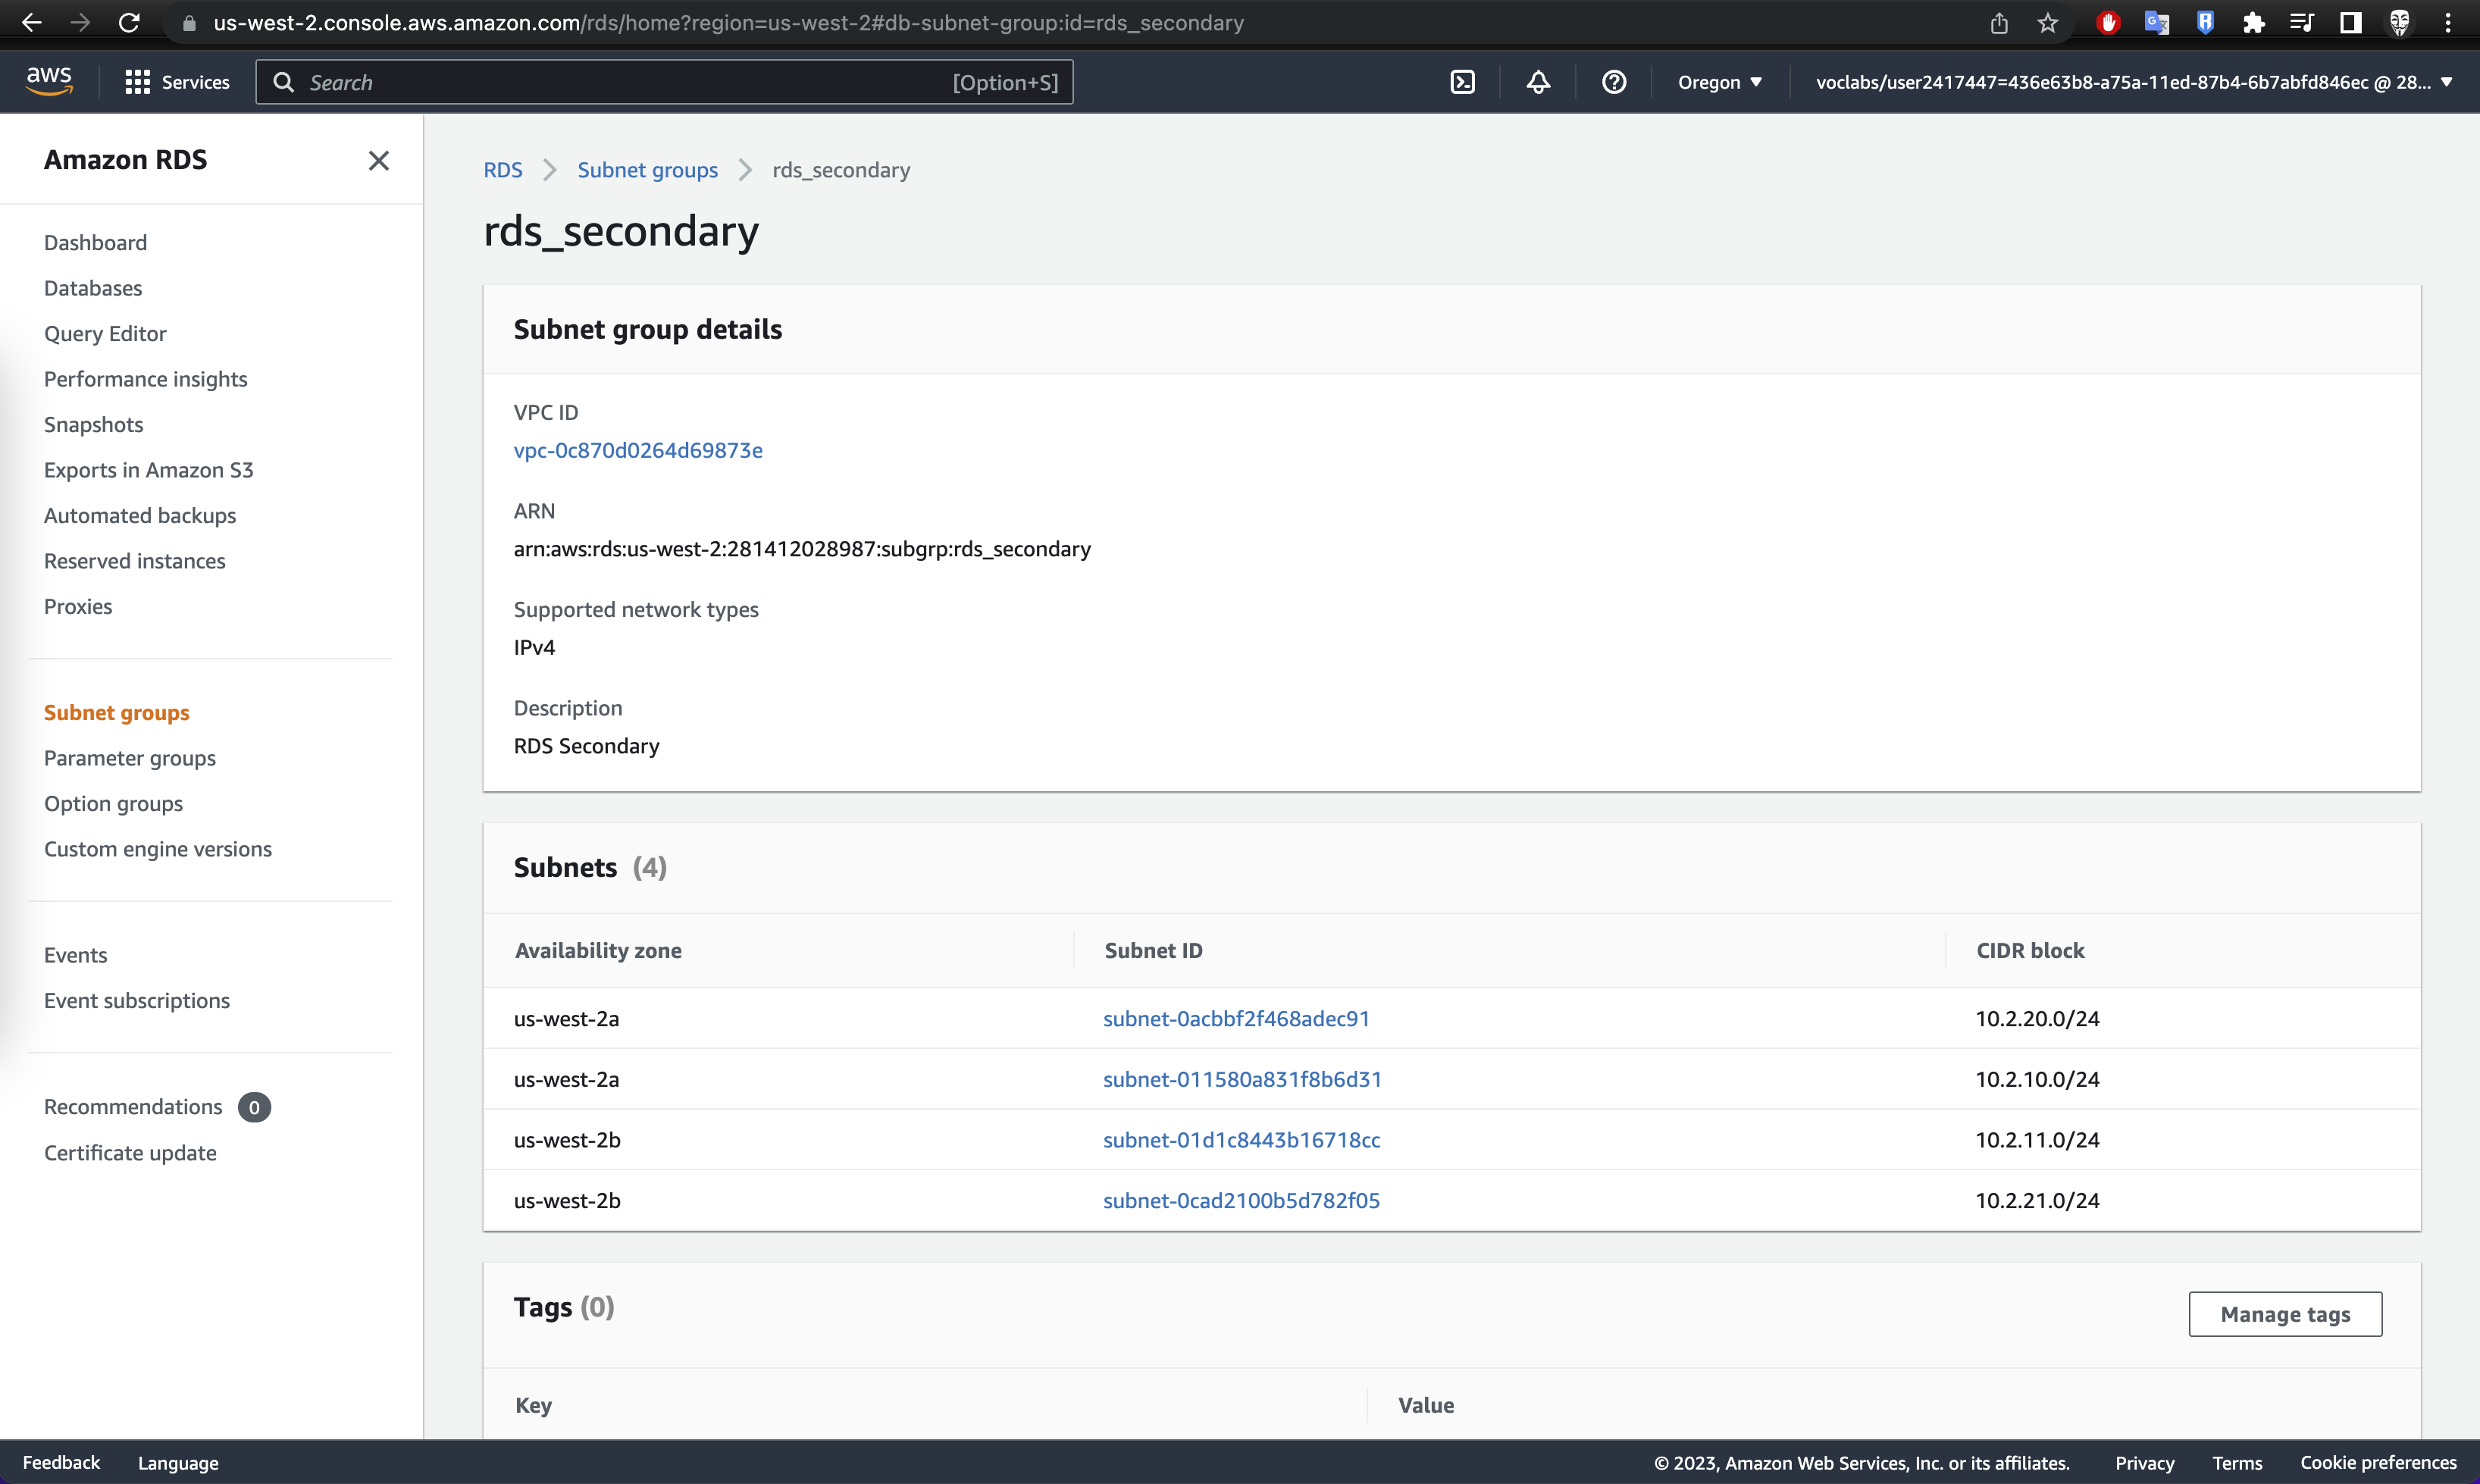 us-west-2.console.aws.amazon.com/rds/home?region=us-west-2#db-subnet-group:id=rds_secondary
aws
Services
Search
[Option+S]
Oregon
voclabs/user2417447=436e63b8-a75a-11ed-87b4-6b7abfd846ec @ 28...
Amazon RDS
Dashboard
Databases
Query Editor
Performance insights
Snapshots
Exports in Amazon S3
Automated backups
Reserved instances
Proxies
Subnet groups
Parameter groups
Option groups
Custom engine versions
Events
Event subscriptions
Recommendations 0
Certificate update
RDS > Subnet groups > rds_secondary
rds_secondary
Subnet group details
VPC ID
vpc-0c870d0264d69873e
ARN
arn:aws:rds:us-west-2:281412028987:subgrp:rds_secondary
Supported network types
IPv4
Description
RDS Secondary
Subnets (4)
Availability zone Subnet ID CIDR block
us-west-2a subnet-0acbbf2f468adec91 10.2.20.0/24
us-west-2a subnet-011580a831f8b6d31 10.2.10.0/24
us-west-2b subnet-01d1c8443b16718cc 10.2.11.0/24
us-west-2b subnet-0cad2100b5d782f05 10.2.21.0/24
Tags (0)
Manage tags
Key Value
Feedback Language
© 2023, Amazon Web Services, Inc. or its affiliates. Privacy Terms Cookie preferences